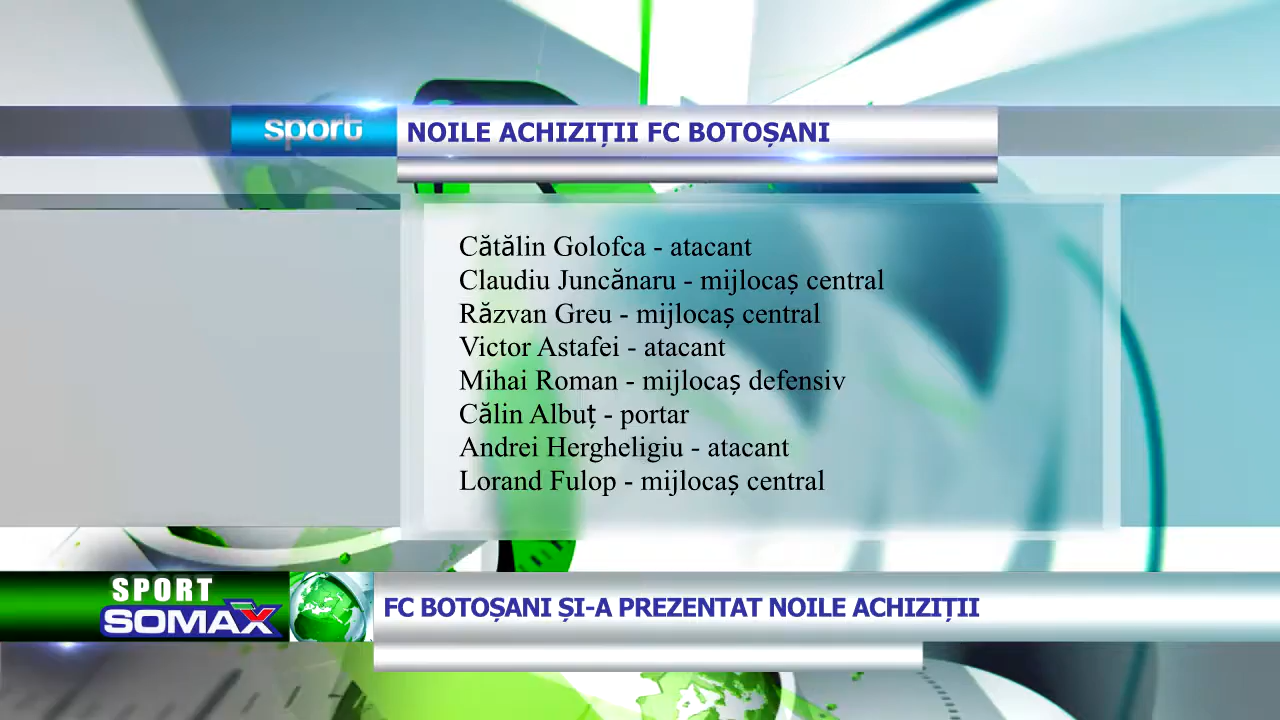 sport
NOILE ACHIZIȚII FC BOTOȘANI
Cătălin Golofca - atacant
Claudiu Juncănaru - mijlocaș central
Răzvan Greu - mijlocaș central
Victor Astafei - atacant
Mihai Roman - mijlocaș defensiv
Călin Albuț - portar
Andrei Hergheligiu - atacant
Lorand Fulop - mijlocaș central
SPORT
SOMAX
FC BOTOȘANI ȘI-A PREZENTAT NOILE ACHIZIȚII